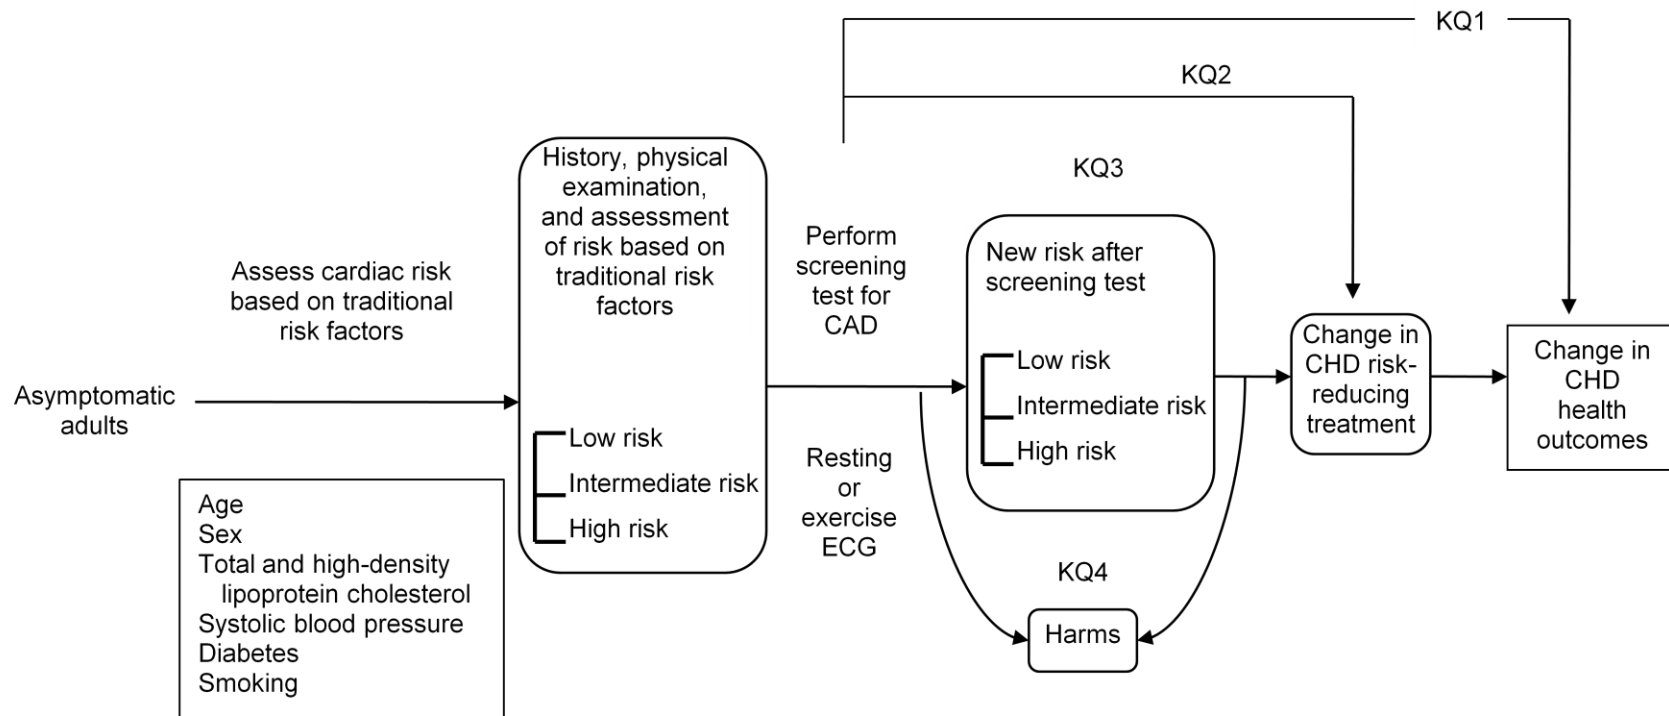 KQ1
KQ2
KQ3
Asymptomatic
adults
Assess cardiac risk
based on traditional
risk factors
Age
Sex
Total and high-density
lipoprotein cholesterol
Systolic blood pressure
Diabetes
Smoking
History, physical
examination,
and assessment
of risk based on
traditional risk
factors
Low risk
Intermediate risk
High risk
Perform
screening
test for
CAD
Resting
or
exercise
ECG
New risk after
screening test
Low risk
Intermediate risk
High risk
KQ4
Harms
Change in
CHD risk-
reducing
treatment
Change in
CHD
health
outcomes